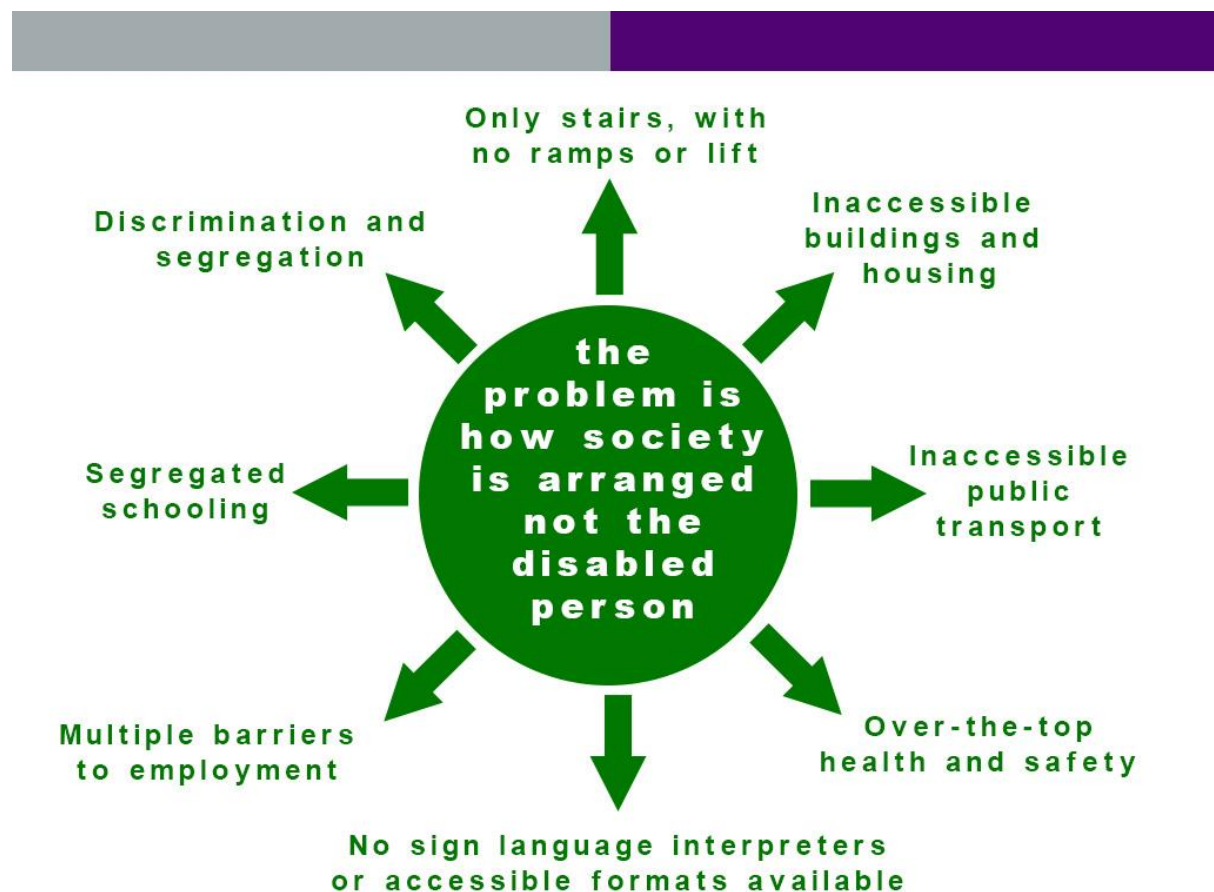 the
problem is
how society
is arranged
not the
disabled
person
Only stairs, with
no ramps or lift
Inaccessible
buildings and
housing
Inaccessible
public
transport
Over-the-top
health and safety
No sign language interpreters
or accessible formats available
Multiple barriers
to employment
Segregated
schooling
Discrimination and
segregation